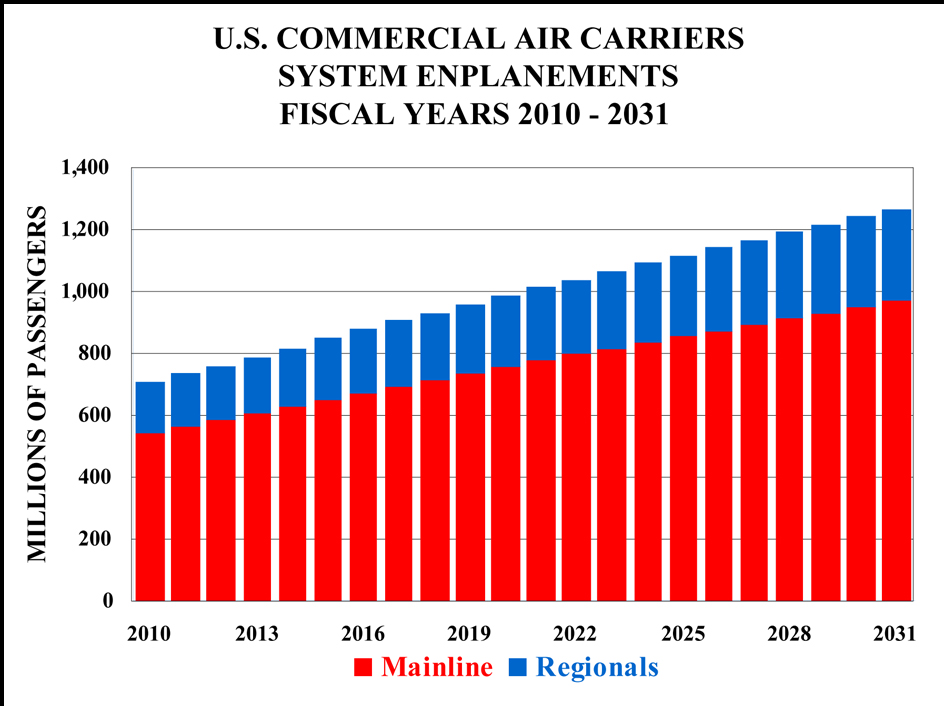 U.S. COMMERCIAL AIR CARRIERS
SYSTEM ENPLANEMENTS
FISCAL YEARS 2010 - 2031
MILLIONS OF PASSENGERS
1,400
1,200
1,000
800
600
400
200
0
2010 2013 2016 2019 2022 2025 2028 2031
Mainline Regionals